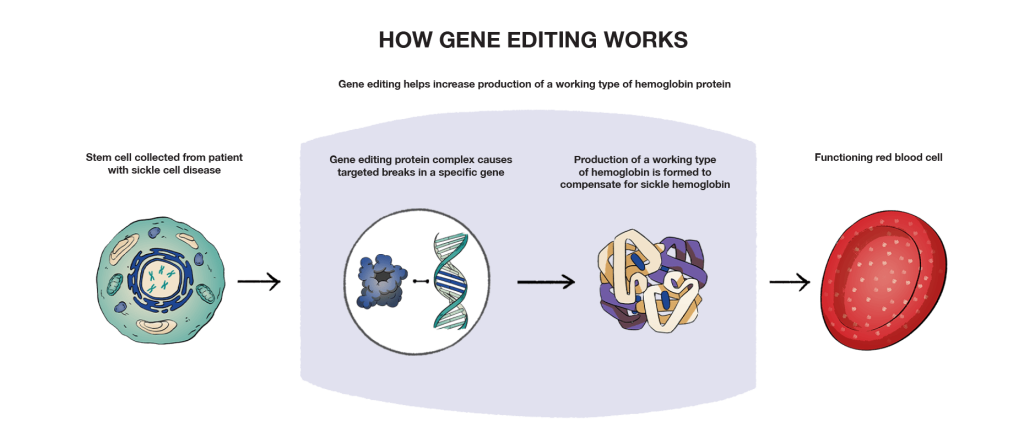 HOW GENE EDITING WORKS
Gene editing helps increase production of a working type of hemoglobin protein
Stem cell collected from patient
with sickle cell disease
Gene editing protein complex causes
targeted breaks in a specific gene
Production of a working type
of hemoglobin is formed to
compensate for sickle hemoglobin
Functioning red blood cell